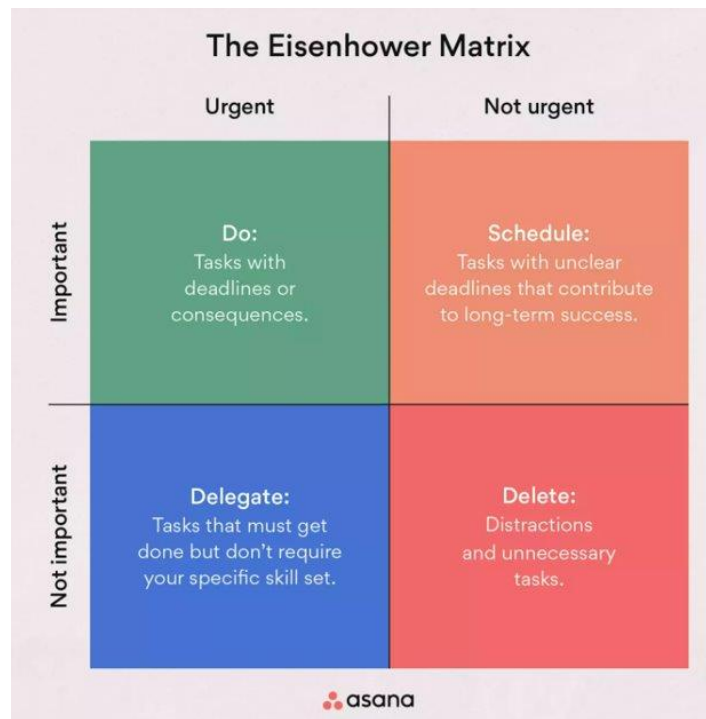 The Eisenhower Matrix
Urgent
Not urgent
Important
Do:
Tasks with
deadlines or
consequences.
Schedule:
Tasks with unclear
deadlines that contribute
to long-term success.
Not important
Delegate:
Tasks that must get
done but don’t require
your specific skill set.
Delete:
Distractions
and unnecessary
tasks.
asana